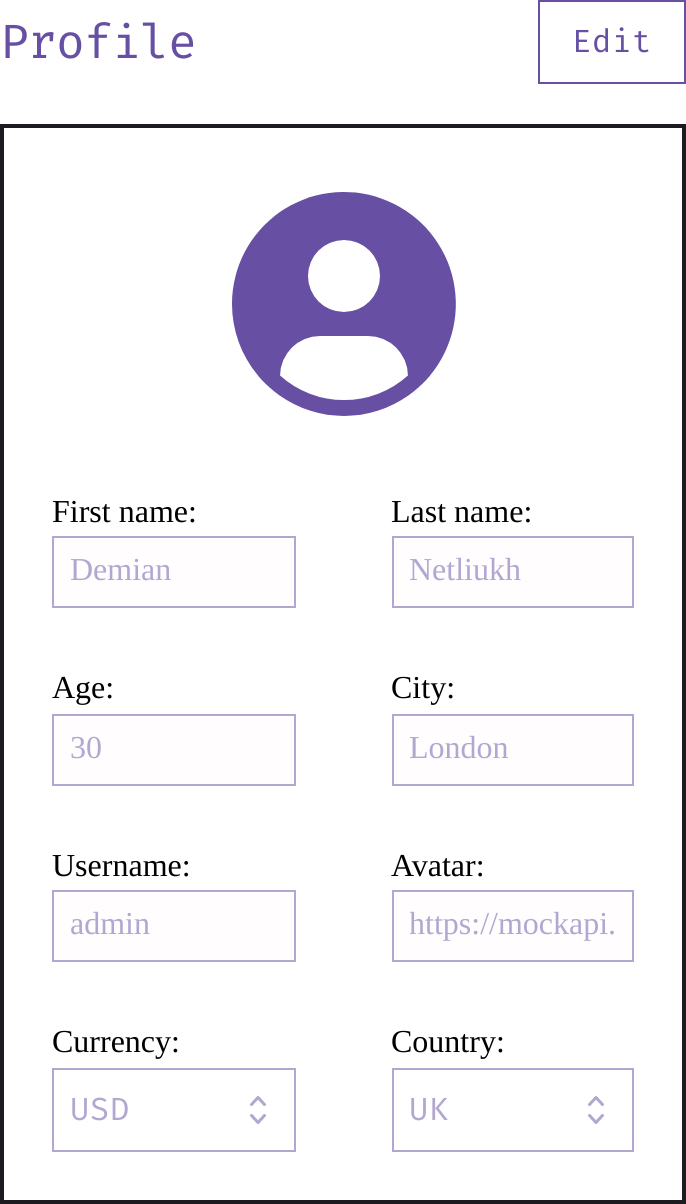 Profile
Edit
First name:
Last name:
Demian
Netliukh
Age:
City:
30
London
Username:
Avatar:
admin
https://mockapi.
Currency:
Country:
USD
UK